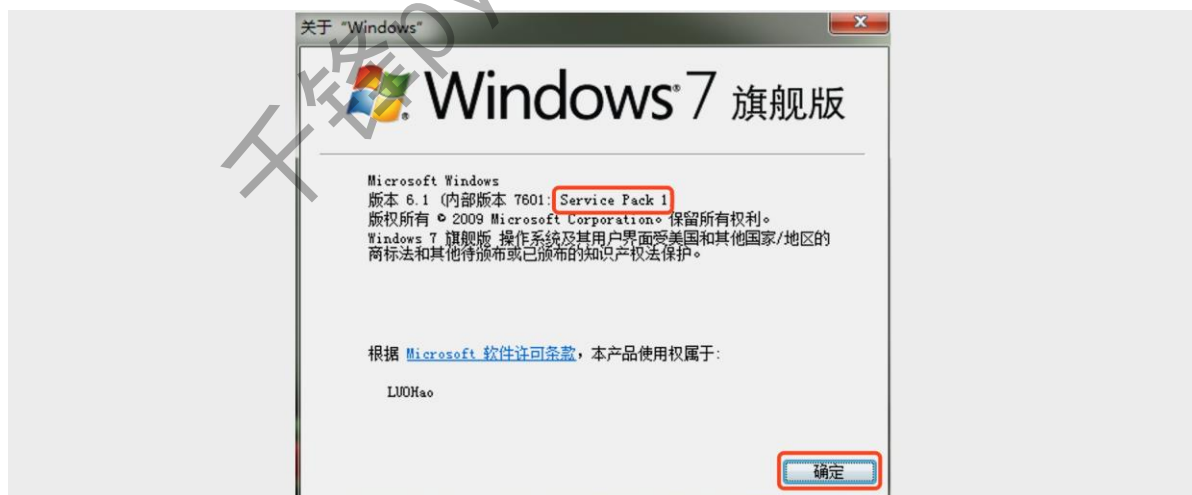 关于 "Windows"
Windows® 7 旗舰版
Microsoft Windows
版本 6.1 (内部版本 7601: Service Pack 1
版权所有 © 2009 Microsoft Corporation。保留所有权利。
Windows 7 旗舰版 操作系统及其用户界面受美国和其他国家/地区的
商标法和其他待颁布或已颁布的知识产权法保护。
根据 Microsoft 软件许可条款，本产品使用权属于:
LUOHao
确定
千锋py